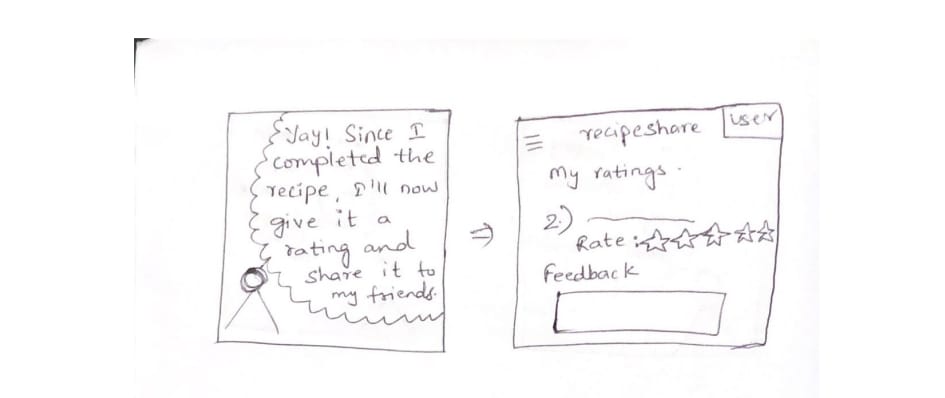 Yay! Since I
completed the
recipe, I'll now
give it a
rating and
share it to
my friends.
recipeshare
user
my ratings.
2.)
Rate :
Feedback